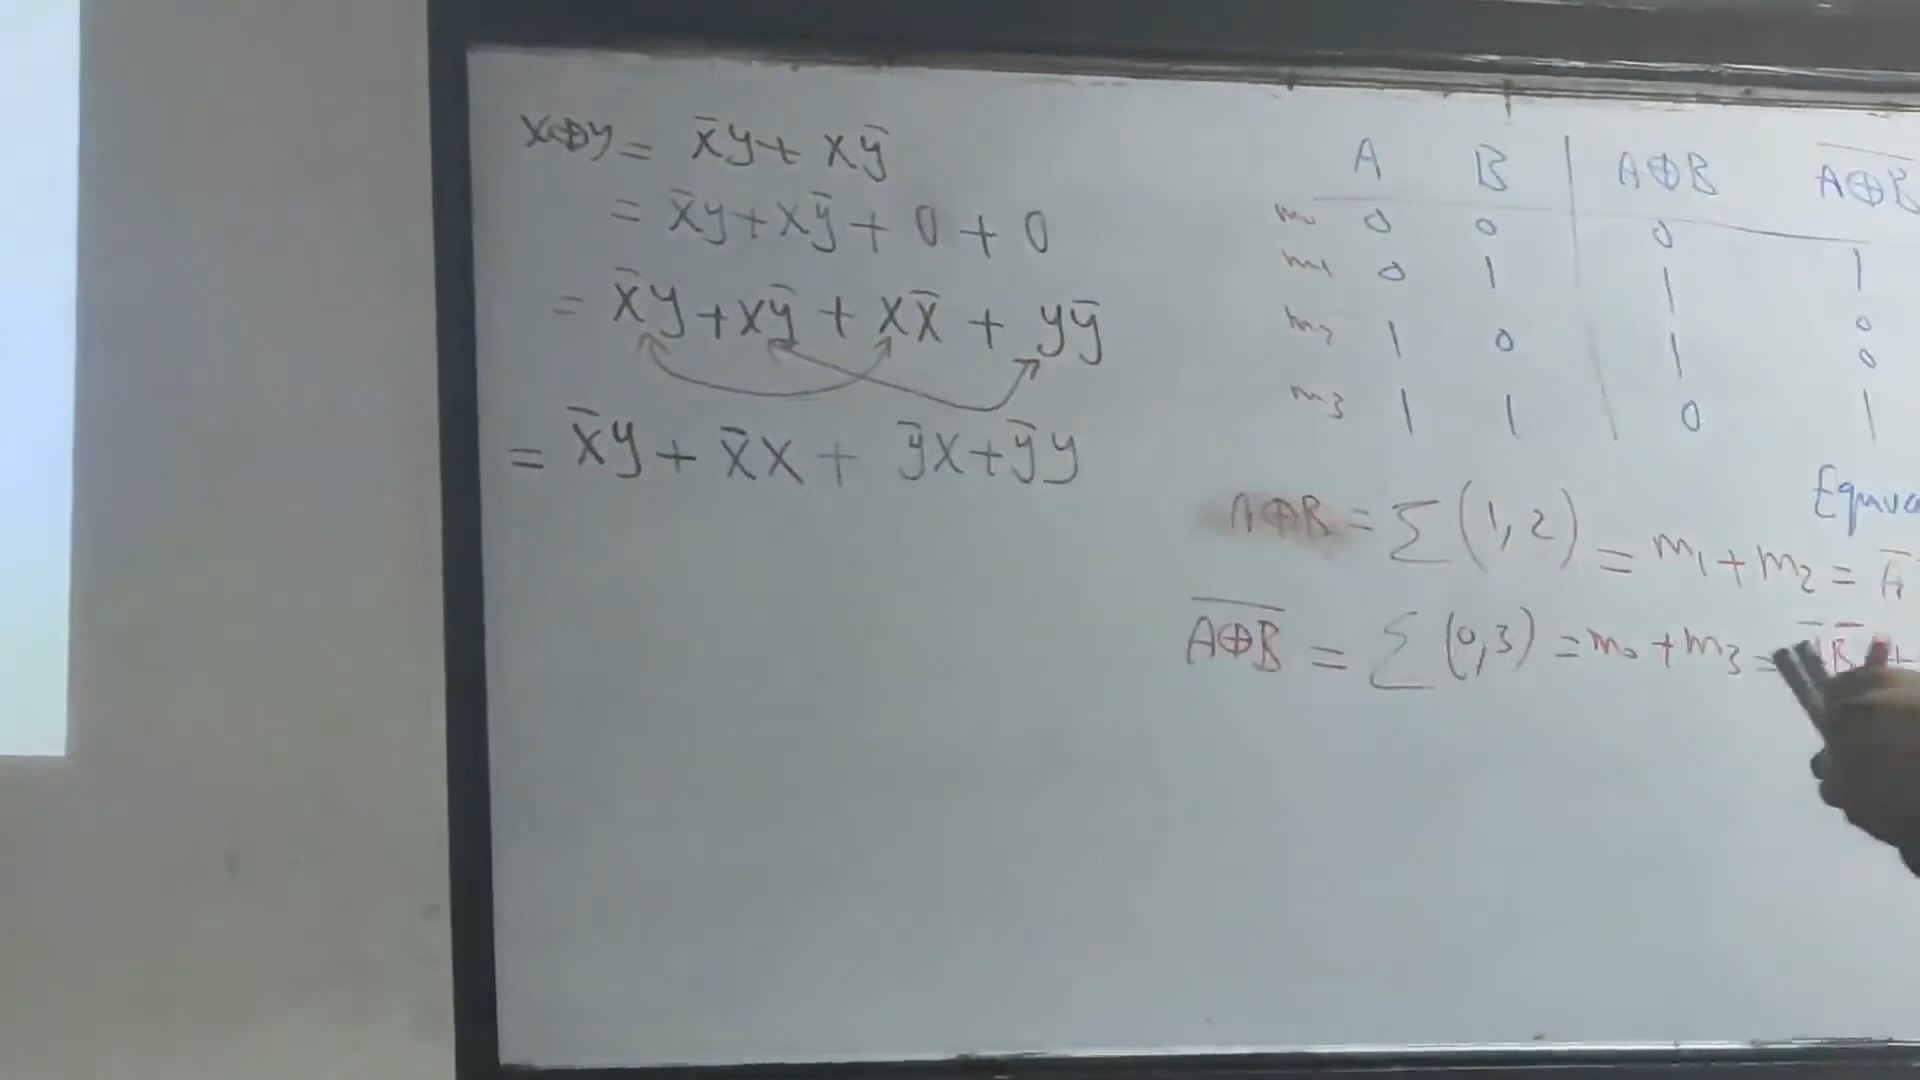 x⊕y = x̄y + xȳ
= x̄y + xȳ + 0 + 0
= x̄y + xȳ + xx̄ + yȳ
= x̄y + x̄x + ȳx + ȳy
A B A⊕B A̅⊕̅B̅
m₀ 0 0 0 1
m₁ 0 1 1 0
m₂ 1 0 1 0
m₃ 1 1 0 1
A⊕B = Σ(1,2) = m₁ + m₂ = Ā
A̅⊕̅B̅ = Σ(0,3) = m₀ + m₃ =